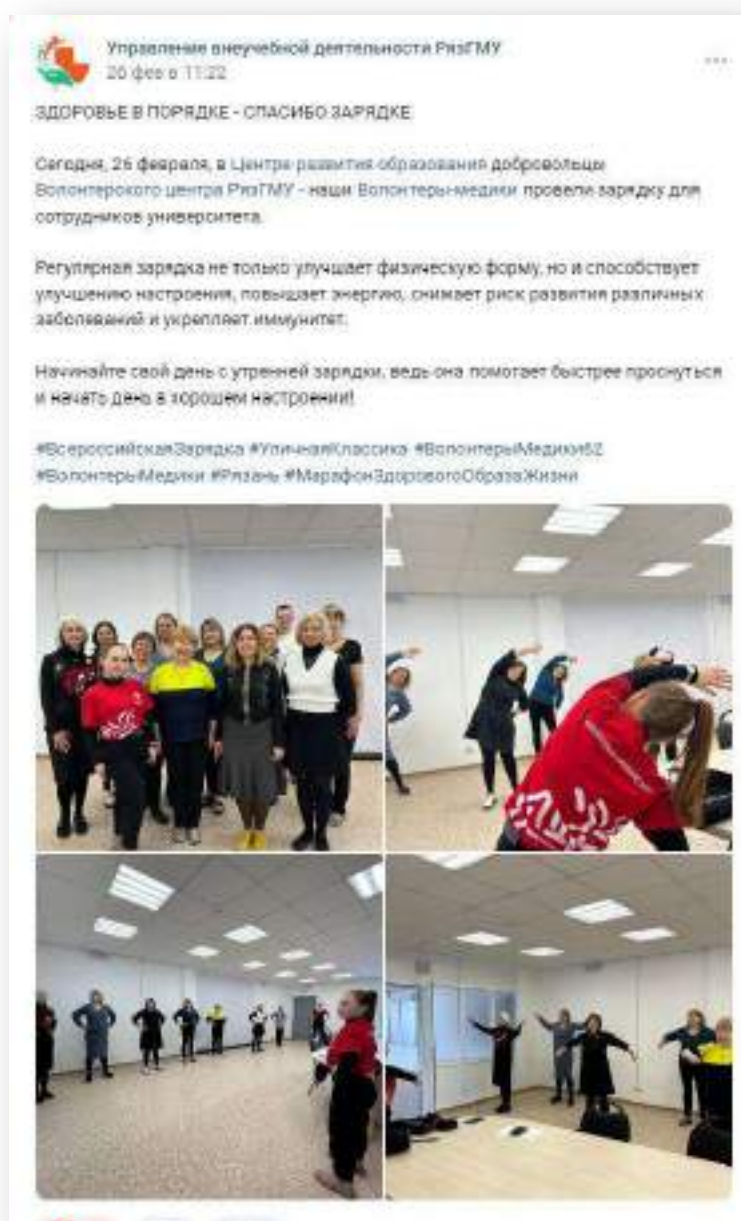 Управление внеучебной деятельности РязГМУ
26 фев в 11:22
ЗДОРОВЬЕ В ПОРЯДКЕ - СПАСИБО ЗАРЯДКЕ
Сегодня, 26 февраля, в Центре развития образования добровольцы
Волонтерского центра РязГМУ - наши Волонтеры-медики провели зарядку для
сотрудников университета.
Регулярная зарядка не только улучшает физическую форму, но и способствует
улучшению настроения, повышает энергию, снижает риск развития различных
заболеваний и укрепляет иммунитет.
Начинайте свой день с утренней зарядки, ведь она помогает быстрее проснуться
и начать день в хорошем настроении!
#ВсероссийскаяЗарядка #УличнаяКлассика #ВолонтерыМедики62
#ВолонтерыМедики #Рязань #МарафонЗдоровогоОбразаЖизни